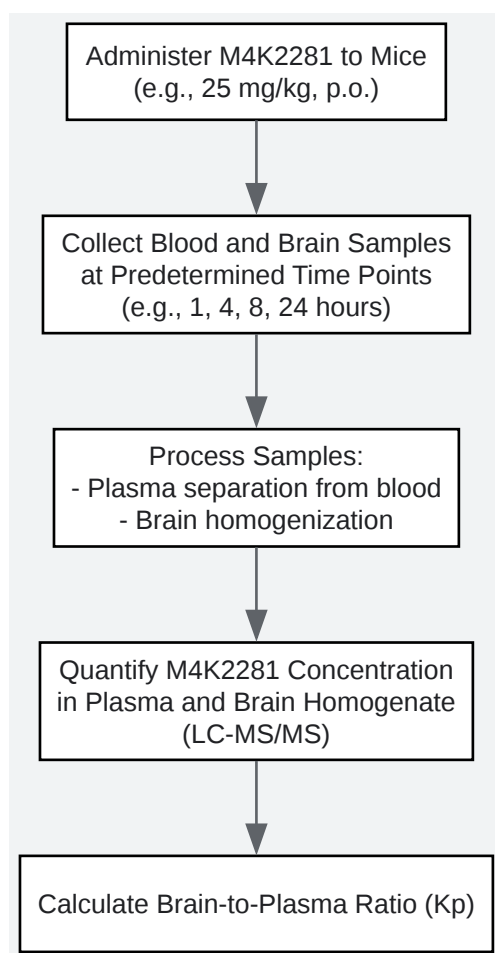 Administer M4K2281 to Mice
(e.g., 25 mg/kg, p.o.)
Collect Blood and Brain Samples
at Predetermined Time Points
(e.g., 1, 4, 8, 24 hours)
Process Samples:
- Plasma separation from blood
- Brain homogenization
Quantify M4K2281 Concentration
in Plasma and Brain Homogenate
(LC-MS/MS)
Calculate Brain-to-Plasma Ratio (Kp)